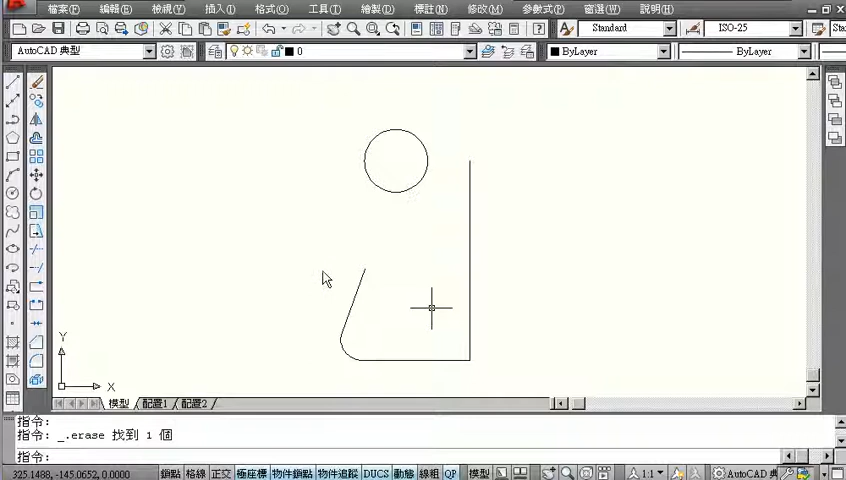 檔案(F) 編輯(E) 檢視(V) 插入(I) 格式(O) 工具(T) 繪製(D) 標註(N) 修改(M) 參數式(P) 窗選(W) 說明(H)
Standard ISO-25
AutoCAD 典型 0 ByLayer ByLayer
Y
X
模型 配置1 配置2
指令:
指令: _.erase 找到 1 個
指令:
325.1488, -145.0652, 0.0000 鎖點 格線 正交 極座標 物件鎖點 物件追蹤 DUCS 動態 線粗 QP 模型 1:1 AutoCAD